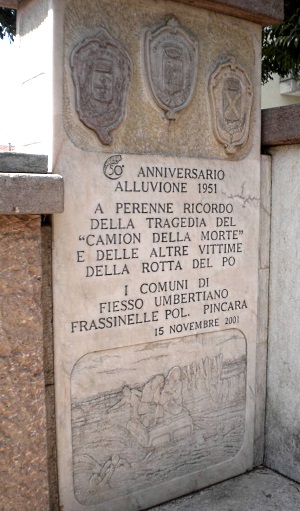 50° ANNIVERSARIO
ALLUVIONE 1951
A PERENNE RICORDO
DELLA TRAGEDIA DEL
"CAMION DELLA MORTE"
E DELLE ALTRE VITTIME
DELLA ROTTA DEL PO
I COMUNI DI
FIESSO UMBERTIANO
FRASSINELLE POL. PINCARA
15 NOVEMBRE 2001